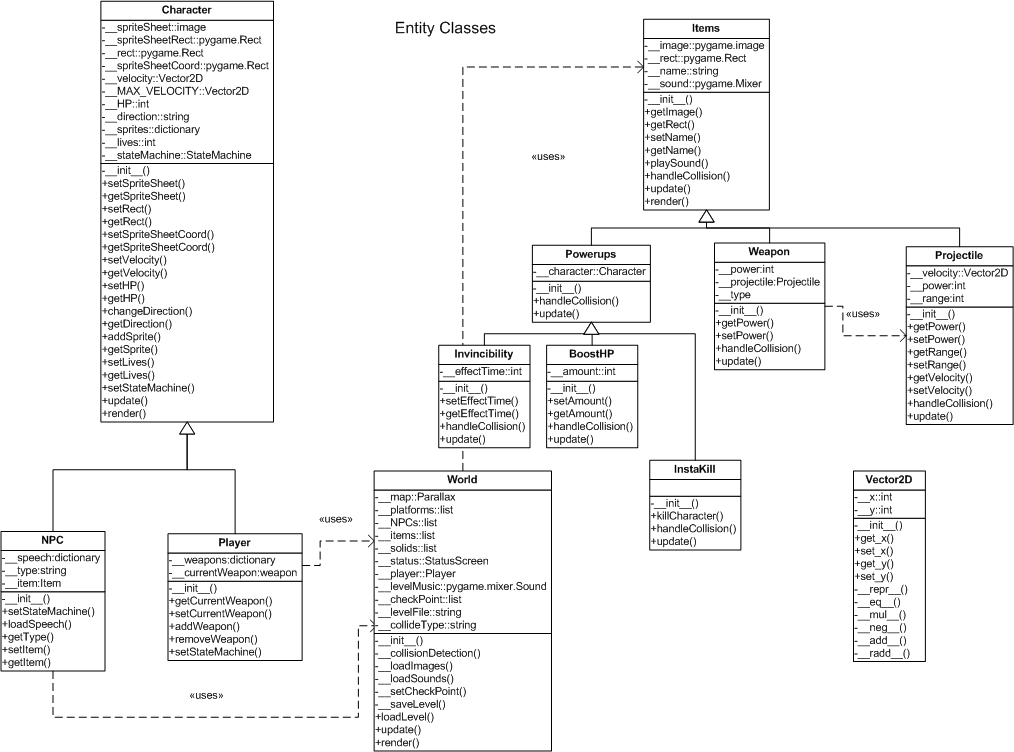 Entity Classes
Character
-__spriteSheet::image
-__spriteSheetRect::pygame.Rect
-__rect::pygame.Rect
-__spriteSheetCoord::pygame.Rect
-__velocity::Vector2D
-__MAX_VELOCITY::Vector2D
-__HP::int
-__direction::string
-__sprites::dictionary
-__lives::int
-__stateMachine::StateMachine
-__init__()
+setSpriteSheet()
+getSpriteSheet()
+setRect()
+getRect()
+setSpriteSheetCoord()
+getSpriteSheetCoord()
+setVelocity()
+getVelocity()
+setHP()
+getHP()
+changeDirection()
+getDirection()
+addSprite()
+getSprite()
+setLives()
+getLives()
+setStateMachine()
+update()
+render()
Items
-__image::pygame.image
-__rect::pygame.Rect
-__name::string
-__sound::pygame.Mixer
-__init__()
+getImage()
+getRect()
+setName()
+getName()
+playSound()
+handleCollision()
+update()
+render()
«uses»
Powerups
-__character::Character
-__init__()
+handleCollision()
+update()
Weapon
-__power:int
-__projectile:Projectile
-__type
-__init__()
+getPower()
+setPower()
+handleCollision()
+update()
«uses»
Projectile
-__velocity::Vector2D
-__power:int
-__range:int
-__init__()
+getPower()
+setPower()
+getRange()
+setRange()
+getVelocity()
+setVelocity()
+handleCollision()
+update()
Invincibility
-__effectTime::int
-__init__()
+setEffectTime()
+getEffectTime()
+handleCollision()
+update()
BoostHP
-__amount::int
-__init__()
+setAmount()
+getAmount()
+handleCollision()
+update()
InstaKill
-__init__()
+killCharacter()
+handleCollision()
+update()
NPC
-__speech:dictionary
-__type:string
-__item:Item
-__init__()
+setStateMachine()
+loadSpeech()
+getType()
+setItem()
+getItem()
Player
-__weapons:dictionary
-__currentWeapon:weapon
-__init__()
+getCurrentWeapon()
+setCurrentWeapon()
+addWeapon()
+removeWeapon()
+setStateMachine()
«uses»
«uses»
World
-__map::Parallax
-__platforms::list
-__NPCs::list
-__items::list
-__solids::list
-__status::StatusScreen
-__player::Player
-__levelMusic::pygame.mixer.Sound
-__checkPoint::list
-__levelFile::string
-__collideType::string
-__init__()
-__collisionDetection()
-__loadImages()
-__loadSounds()
-__setCheckPoint()
-__saveLevel()
+loadLevel()
+update()
+render()
Vector2D
-__x::int
-__y::int
-__init__()
+get_x()
+set_x()
+get_y()
+set_y()
-__repr__()
-__eq__()
-__mul__()
-__neg__()
-__add__()
-__radd__()